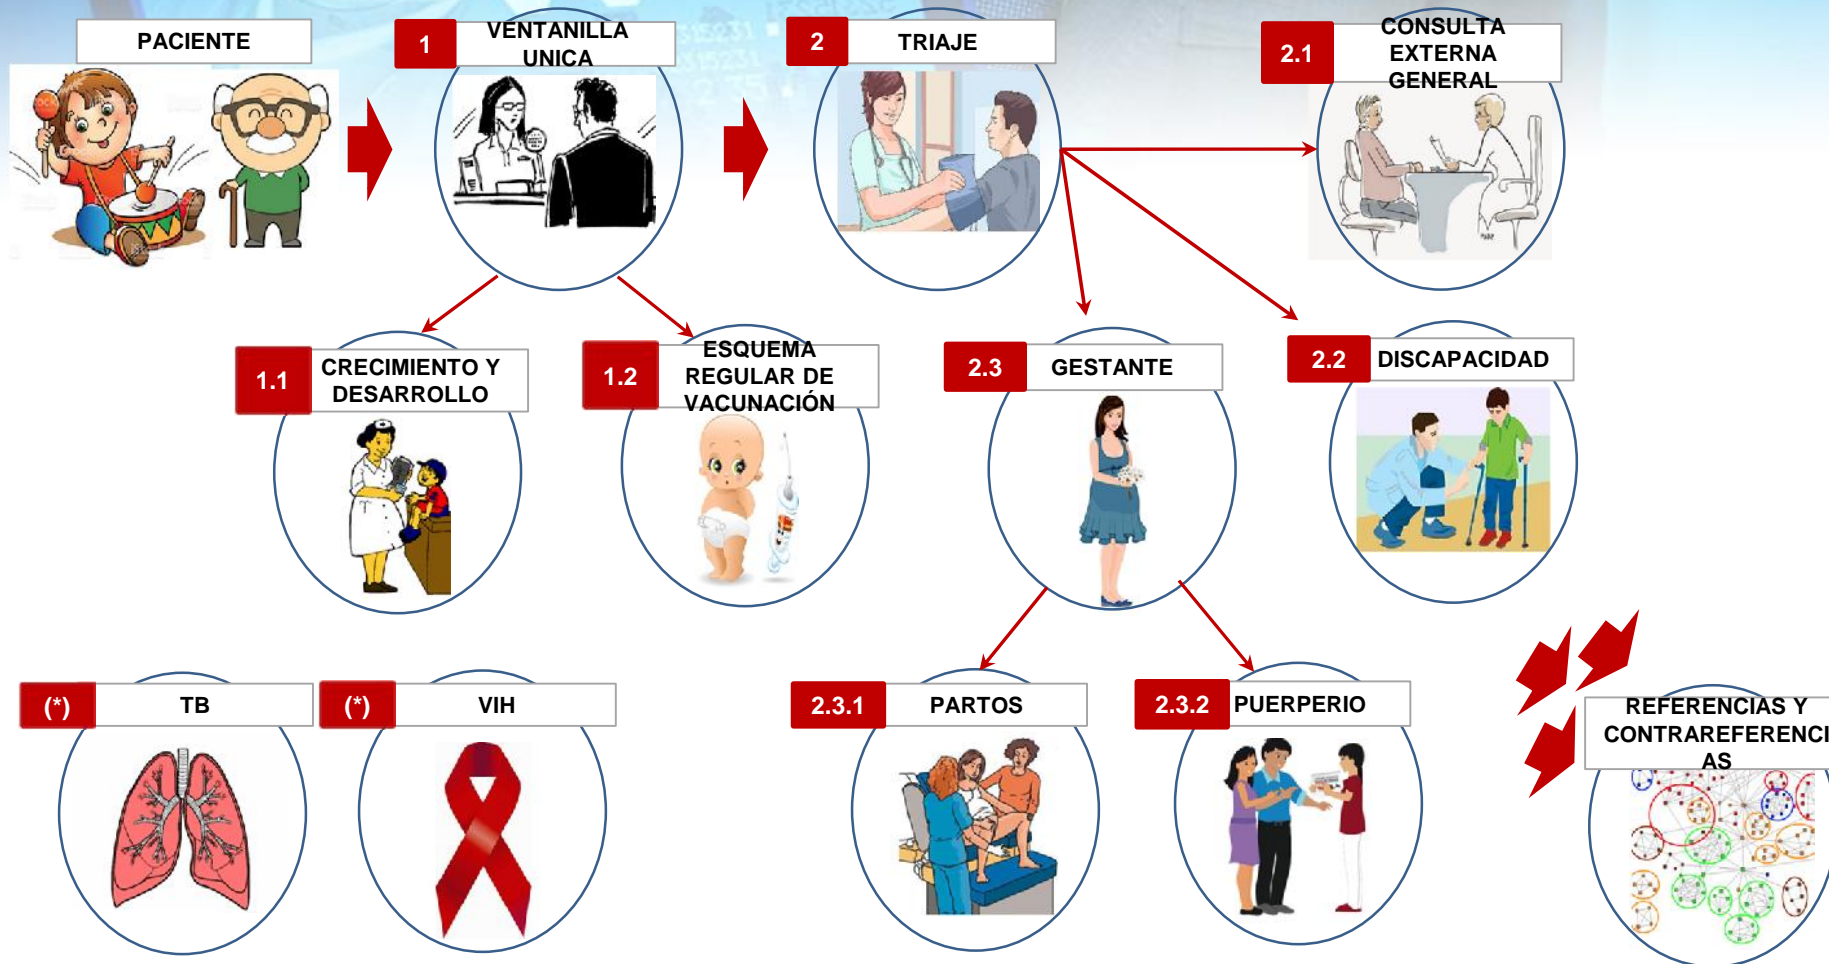 PACIENTE
1
VENTANILLA
UNICA
2
TRIAJE
2.1
CONSULTA
EXTERNA
GENERAL
1.1
CRECIMIENTO Y
DESARROLLO
1.2
ESQUEMA
REGULAR DE
VACUNACIÓN
2.3
GESTANTE
2.2
DISCAPACIDAD
(*)
TB
(*)
VIH
2.3.1
PARTOS
2.3.2
PUERPERIO
REFERENCIAS Y
CONTRAREFERENCI
AS